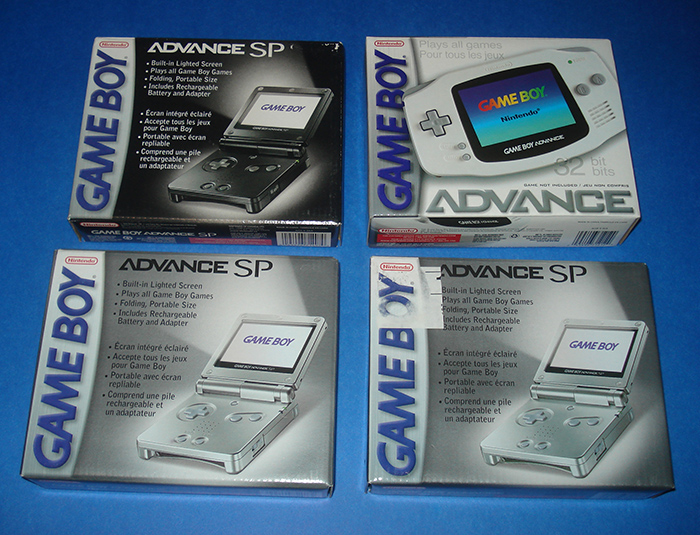 Nintendo
GAME BOY
ADVANCE SP
• Built-in Lighted Screen
• Plays all Game Boy Games
• Folding, Portable Size
• Includes Rechargeable
Battery and Adapter
• Écran intégré éclairé
• Accepte tous les jeux
pour Game Boy
• Portable avec écran
repliable
• Comprend une pile
rechargeable et
un adaptateur
GAME BOY
GAME BOY ADVANCE SP
GAME BOY ADVANCE SP
Nintendo
GAME BOY
Plays all games
Pour tous les jeux
GAME BOY
Nintendo
GAME BOY ADVANCE
32 bit
bits
GAME NOT INCLUDED / JEU NON COMPRIS
ADVANCE
Nintendo
GAME BOY
ADVANCE SP
• Built-in Lighted Screen
• Plays all Game Boy Games
• Folding, Portable Size
• Includes Rechargeable
Battery and Adapter
• Écran intégré éclairé
• Accepte tous les jeux
pour Game Boy
• Portable avec écran
repliable
• Comprend une pile
rechargeable et
un adaptateur
GAME BOY
GAME BOY ADVANCE SP
Nintendo
GAME BOY
ADVANCE SP
Built-in Lighted Screen
Plays all Game Boy Games
Folding, Portable Size
Includes Rechargeable
Battery and Adapter
• Écran intégré éclairé
• Accepte tous les jeux
pour Game Boy
• Portable avec écran
repliable
• Comprend une pile
rechargeable et
un adaptateur
GAME BOY
GAME BOY ADVANCE SP